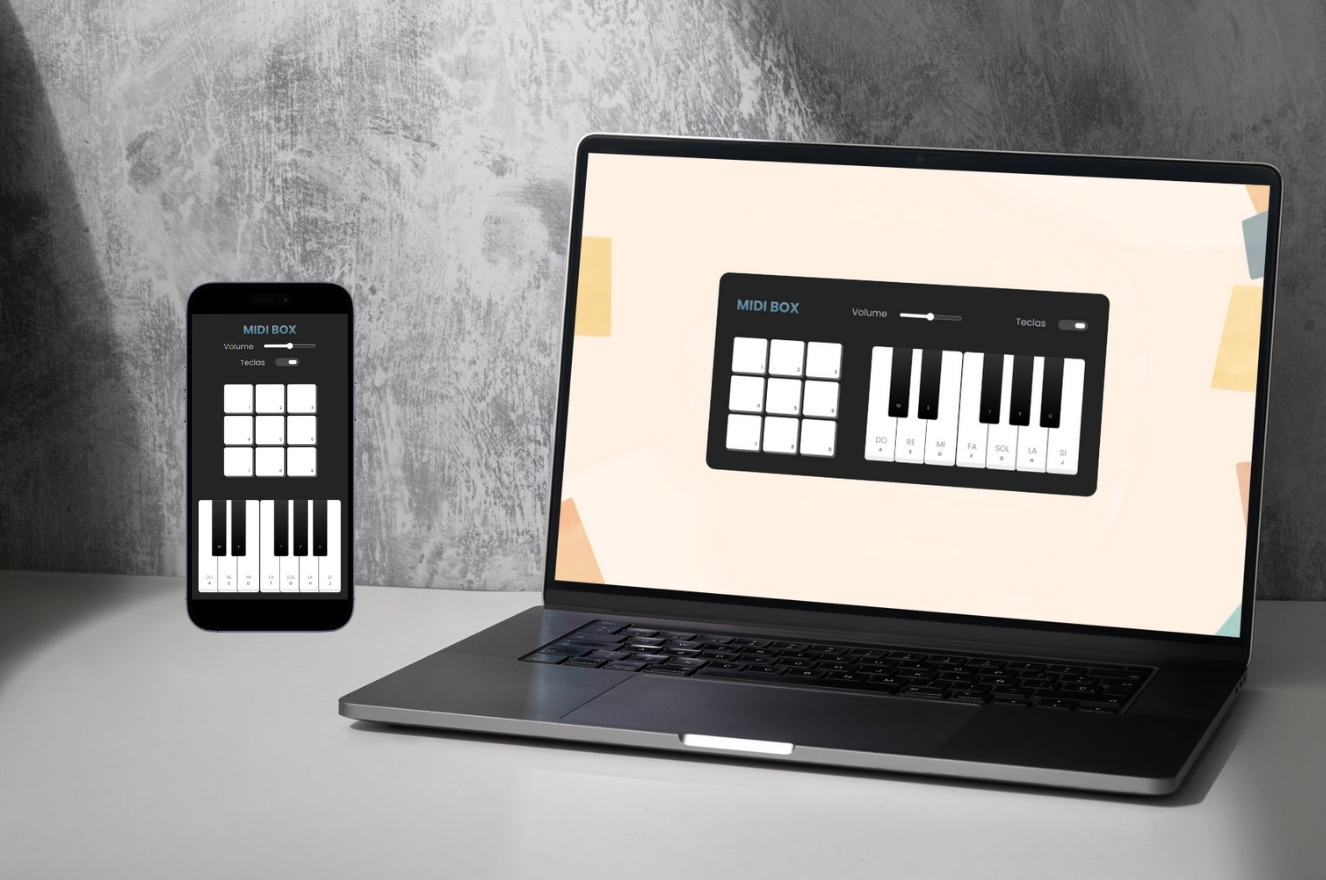 MIDI BOX
Volume
Teclas
1 2 3
4 5 6
7 8 9
W E T Y U
DO RE MI FA SOL LA SI
A S D F G H J
MIDI BOX
Volume
Teclas
DO RE MI FA SOL LA SI
A S D F G H J